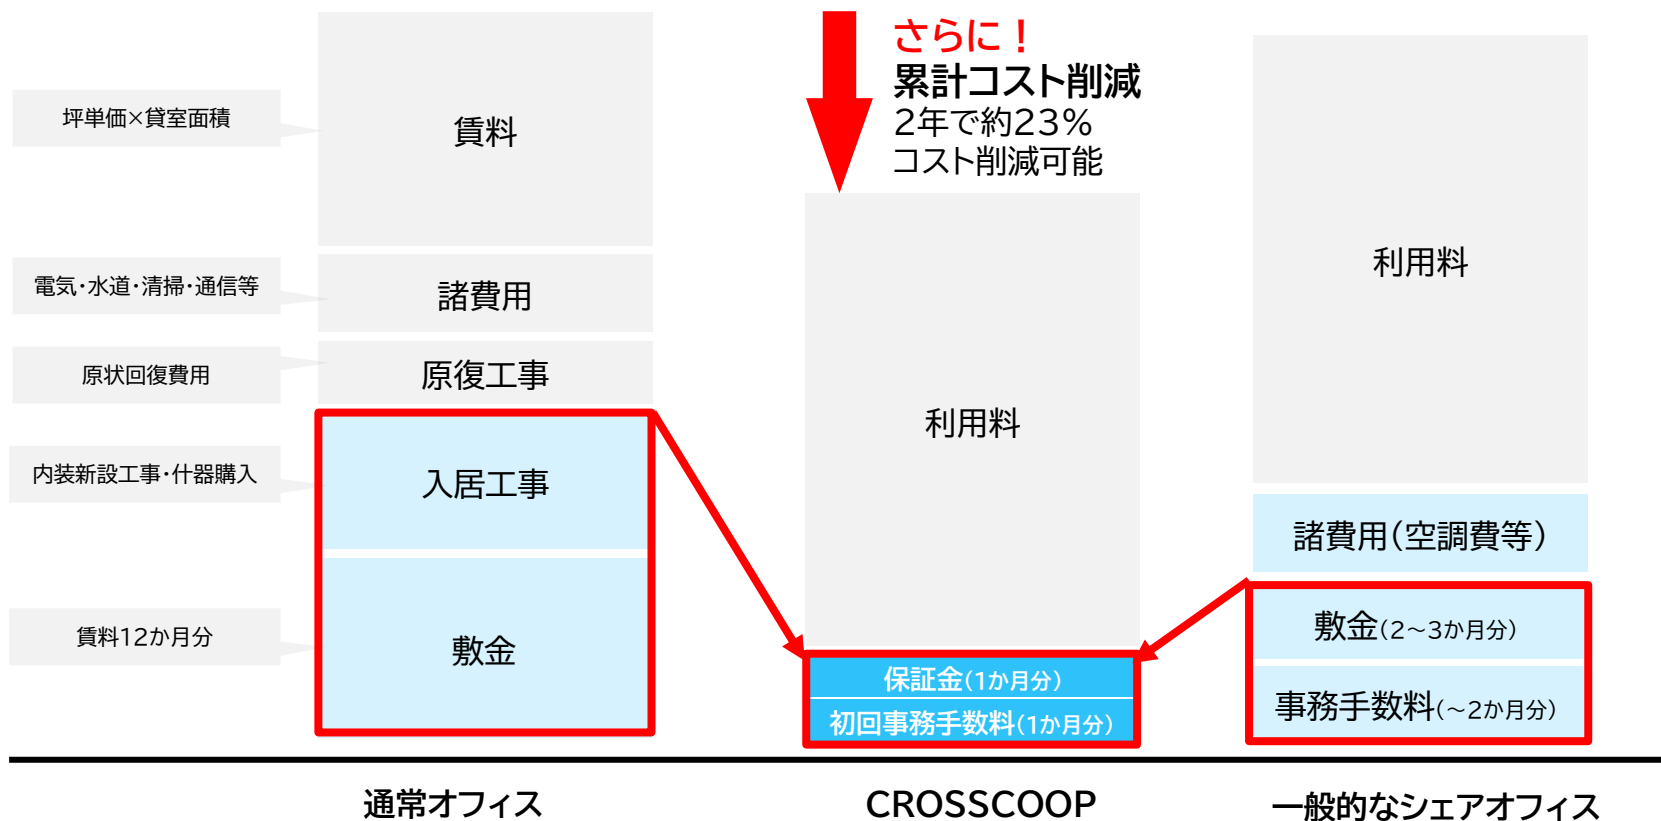 坪単価×貸室面積
電気・水道・清掃・通信等
原状回復費用
内装新設工事・什器購入
賃料12か月分
賃料
諸費用
原復工事
入居工事
敷金
通常オフィス
さらに！
累計コスト削減
2年で約23%
コスト削減可能
利用料
保証金(1か月分)
初回事務手数料(1か月分)
CROSSCOOP
利用料
諸費用(空調費等)
敷金(2〜3か月分)
事務手数料(〜2か月分)
一般的なシェアオフィス